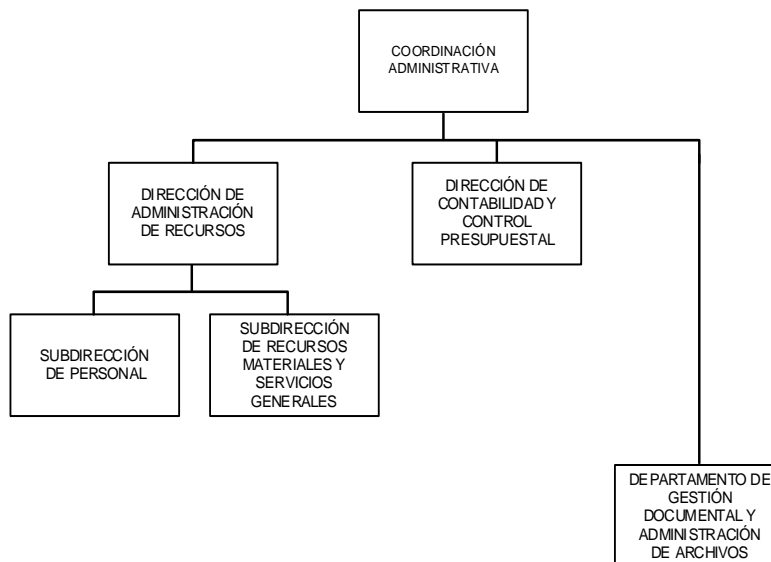 COORDINACIÓN
ADMINISTRATIVA
DIRECCIÓN DE
ADMINISTRACIÓN
DE RECURSOS
DIRECCIÓN DE
CONTABILIDAD Y
CONTROL
PRESUPUESTAL
SUBDIRECCIÓN
DE PERSONAL
SUBDIRECCIÓN
DE RECURSOS
MATERIALES Y
SERVICIOS
GENERALES
DEPARTAMENTO DE
GESTIÓN
DOCUMENTAL Y
ADMINISTRACIÓN
DE ARCHIVOS